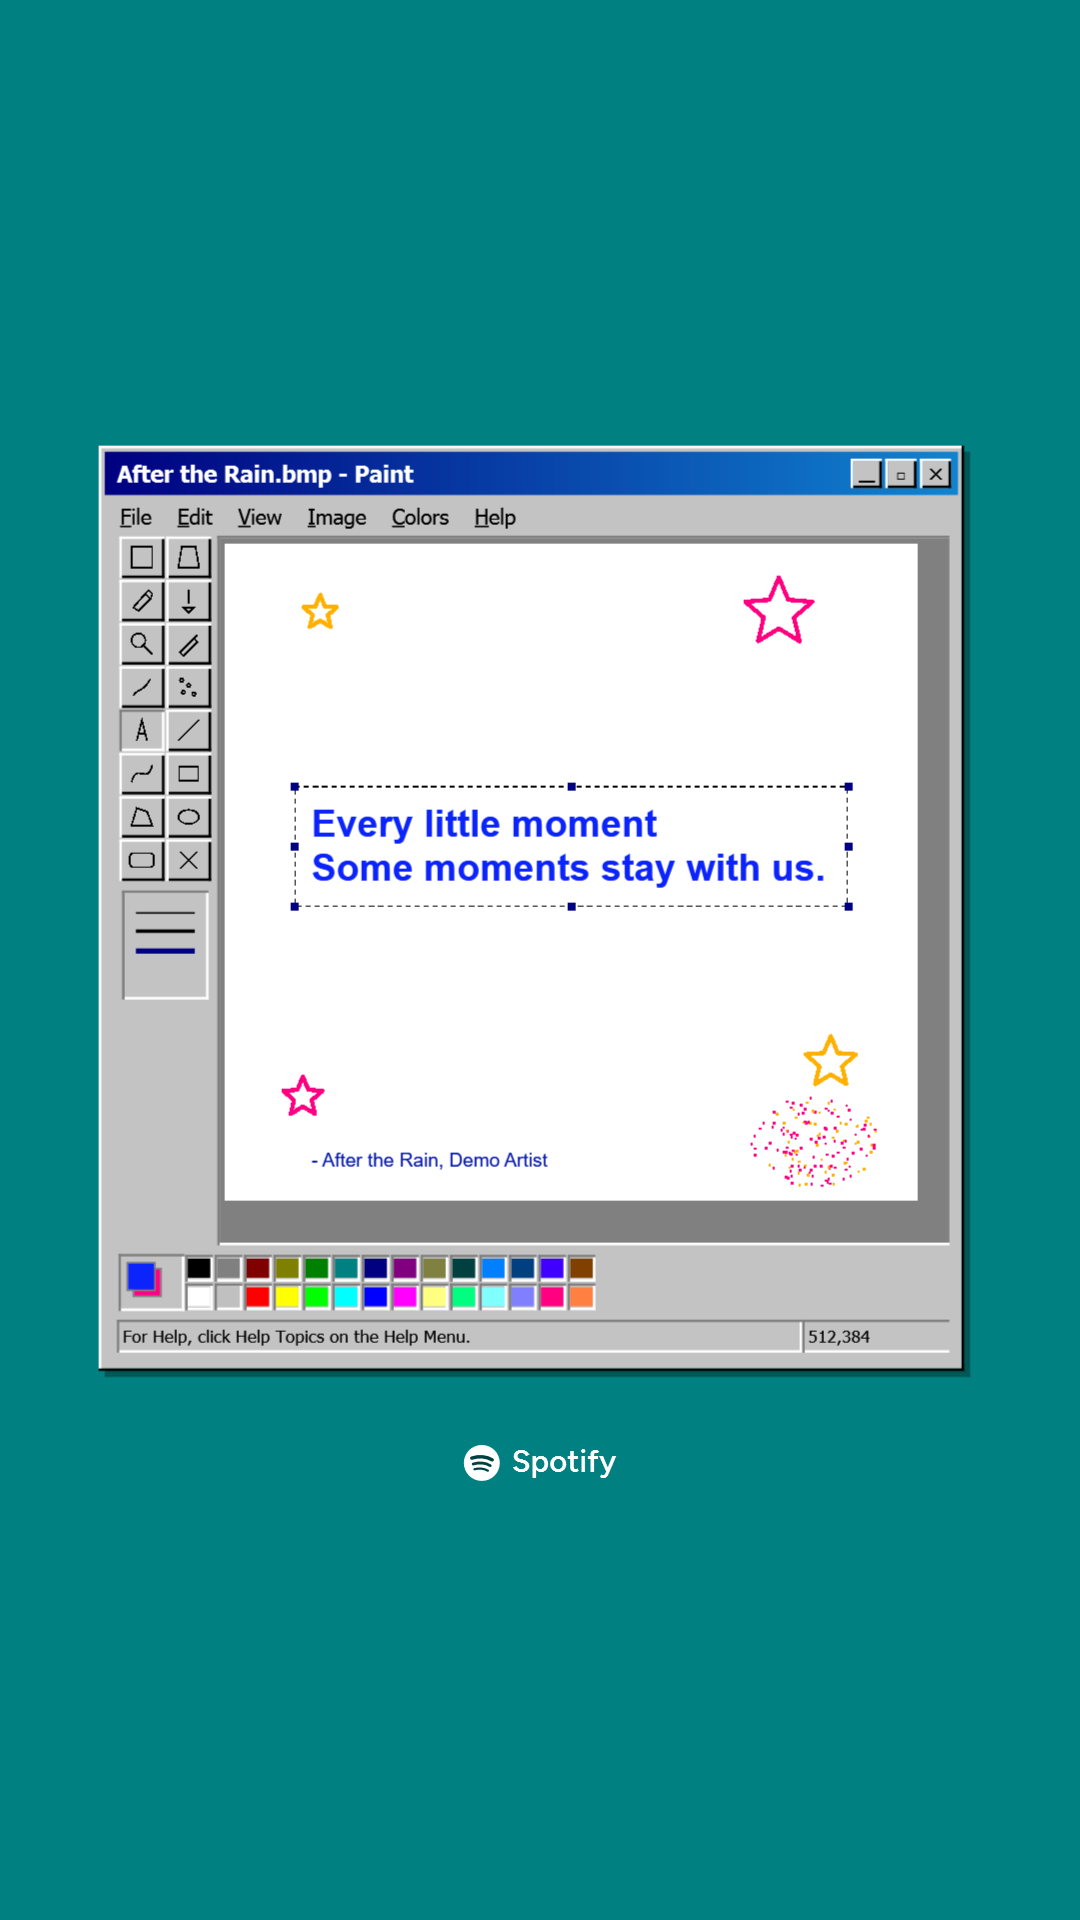 After the Rain.bmp - Paint
File Edit View Image Colors Help
A
Every little moment
Some moments stay with us.
- After the Rain, Demo Artist
For Help, click Help Topics on the Help Menu.
512,384
Spotify